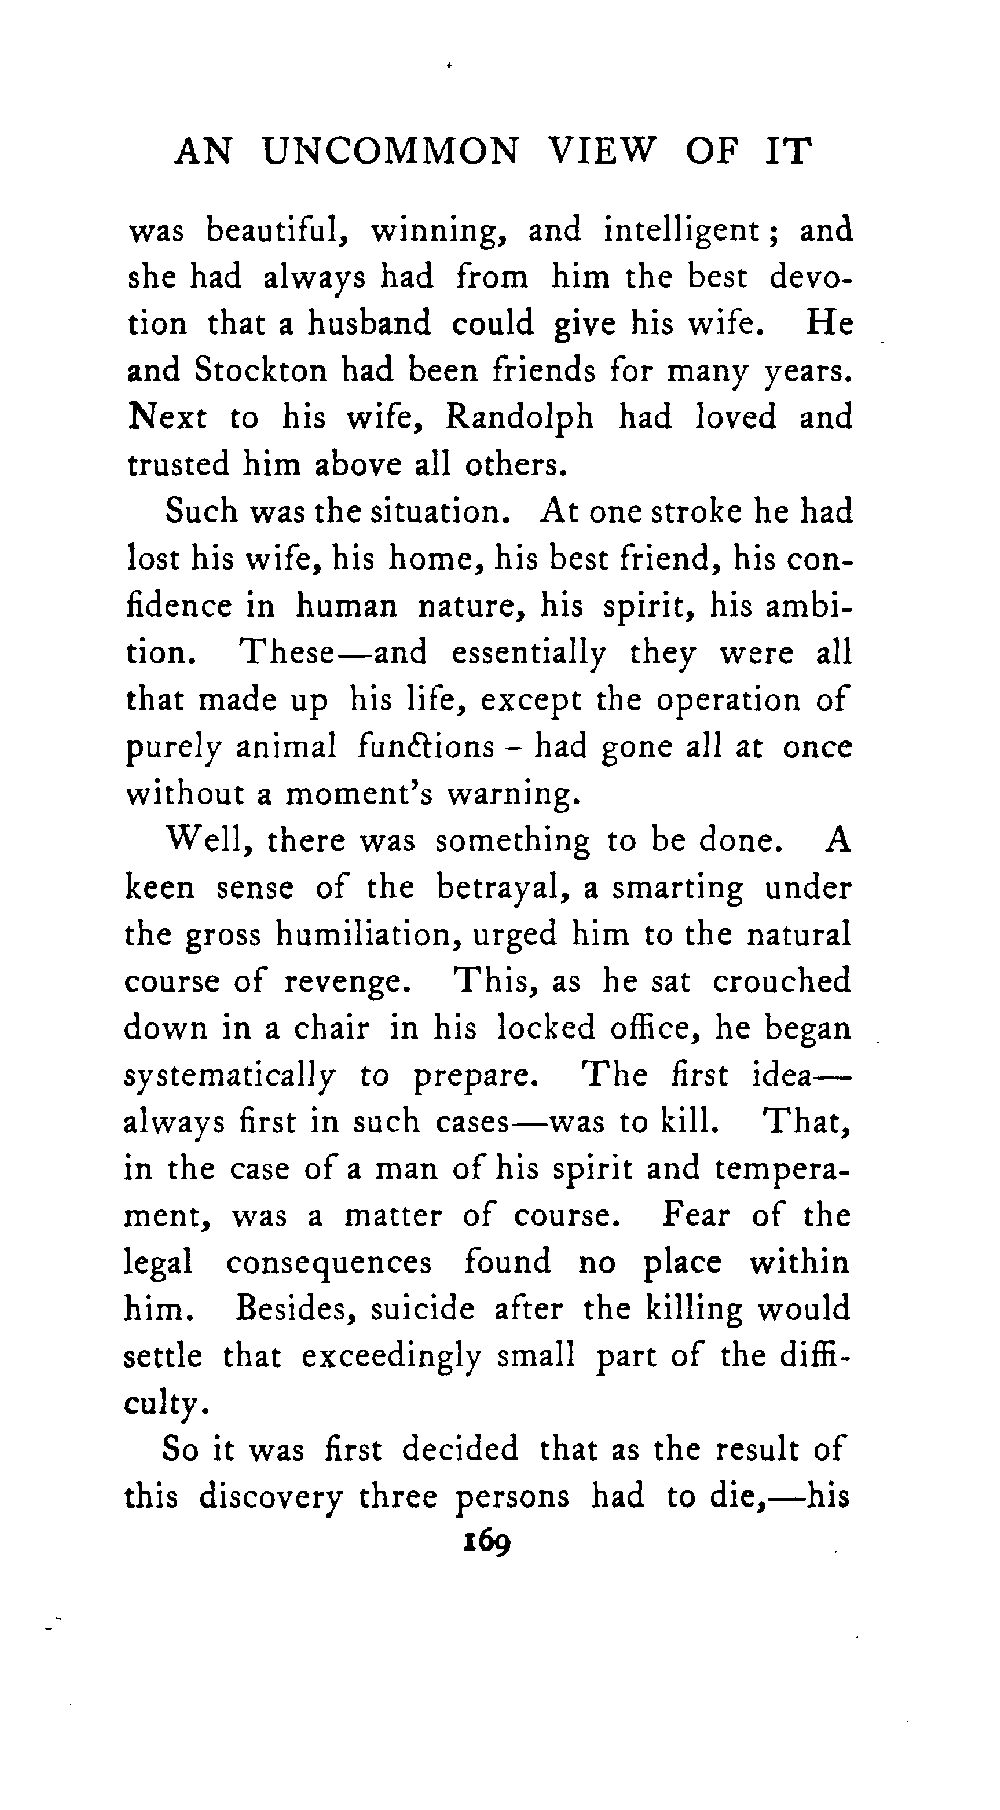 AN UNCOMMON VIEW OF IT
was beautiful, winning, and intelligent ; and
she had always had from him the best devo-
tion that a husband could give his wife. He
and Stockton had been friends for many years.
Next to his wife, Randolph had loved and
trusted him above all others.
Such was the situation. At one stroke he had
lost his wife, his home, his best friend, his con-
fidence in human nature, his spirit, his ambi-
tion. These—and essentially they were all
that made up his life, except the operation of
purely animal functions - had gone all at once
without a moment's warning.
Well, there was something to be done. A
keen sense of the betrayal, a smarting under
the gross humiliation, urged him to the natural
course of revenge. This, as he sat crouched
down in a chair in his locked office, he began
systematically to prepare. The first idea—
always first in such cases—was to kill. That,
in the case of a man of his spirit and tempera-
ment, was a matter of course. Fear of the
legal consequences found no place within
him. Besides, suicide after the killing would
settle that exceedingly small part of the diffi-
culty.
So it was first decided that as the result of
this discovery three persons had to die,—his
169